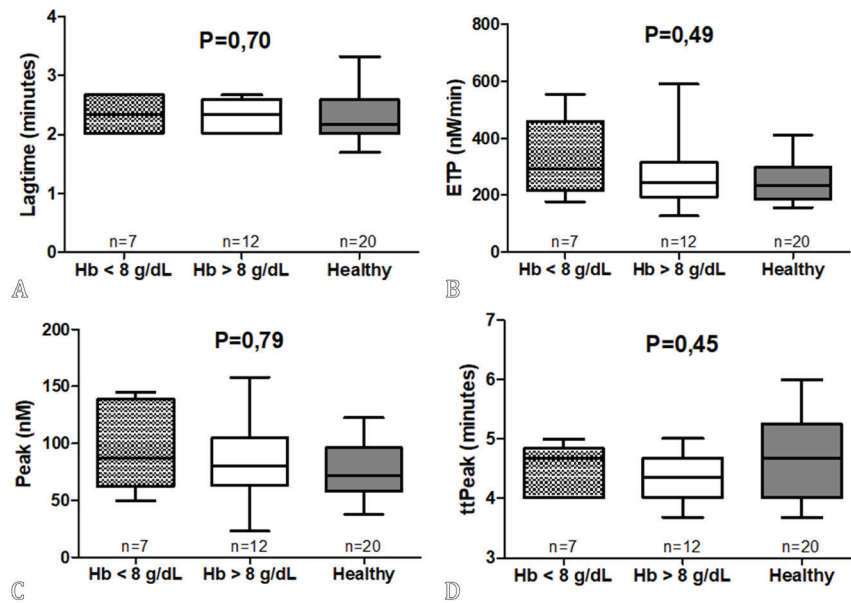 P=0,70
Lagtime (minutes)
4
3
2
1
0
n=7 n=12 n=20
Hb < 8 g/dL Hb > 8 g/dL Healthy
A
P=0,49
ETP (nM/min)
800
600
400
200
0
n=7 n=12 n=20
Hb < 8 g/dL Hb > 8 g/dL Healthy
B
P=0,79
Peak (nM)
200
150
100
50
0
n=7 n=12 n=20
Hb < 8 g/dL Hb > 8 g/dL Healthy
C
P=0,45
ttPeak (minutes)
7
6
5
4
3
n=7 n=12 n=20
Hb < 8 g/dL Hb > 8 g/dL Healthy
D